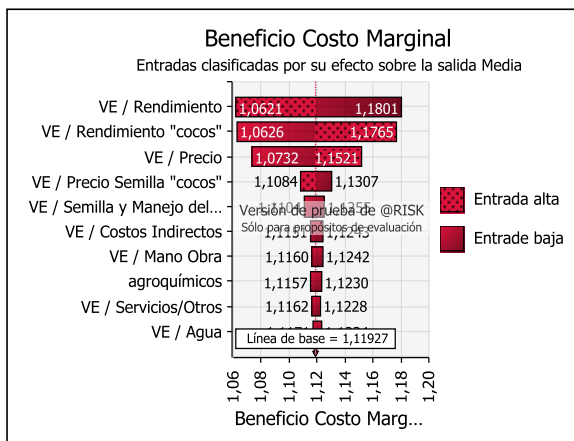 Beneficio Costo Marginal
Entradas clasificadas por su efecto sobre la salida Media
VE / Rendimiento
1,0621
1,1801
VE / Rendimiento "cocos"
1,0626
1,1765
VE / Precio
1,0732
1,1521
VE / Precio Semilla "cocos"
1,1084
1,1307
VE / Semilla y Manejo del...
Versión de prueba de @RISK
Sólo para propósitos de evaluación
VE / Costos Indirectos
VE / Mano Obra
1,1160
1,1242
agroquímicos
1,1157
1,1230
VE / Servicios/Otros
1,1162
1,1228
VE / Agua
Línea de base = 1,11927
Entrada alta
Entrade baja
1,06
1,08
1,10
1,12
1,14
1,16
1,18
1,20
Beneficio Costo Marg...